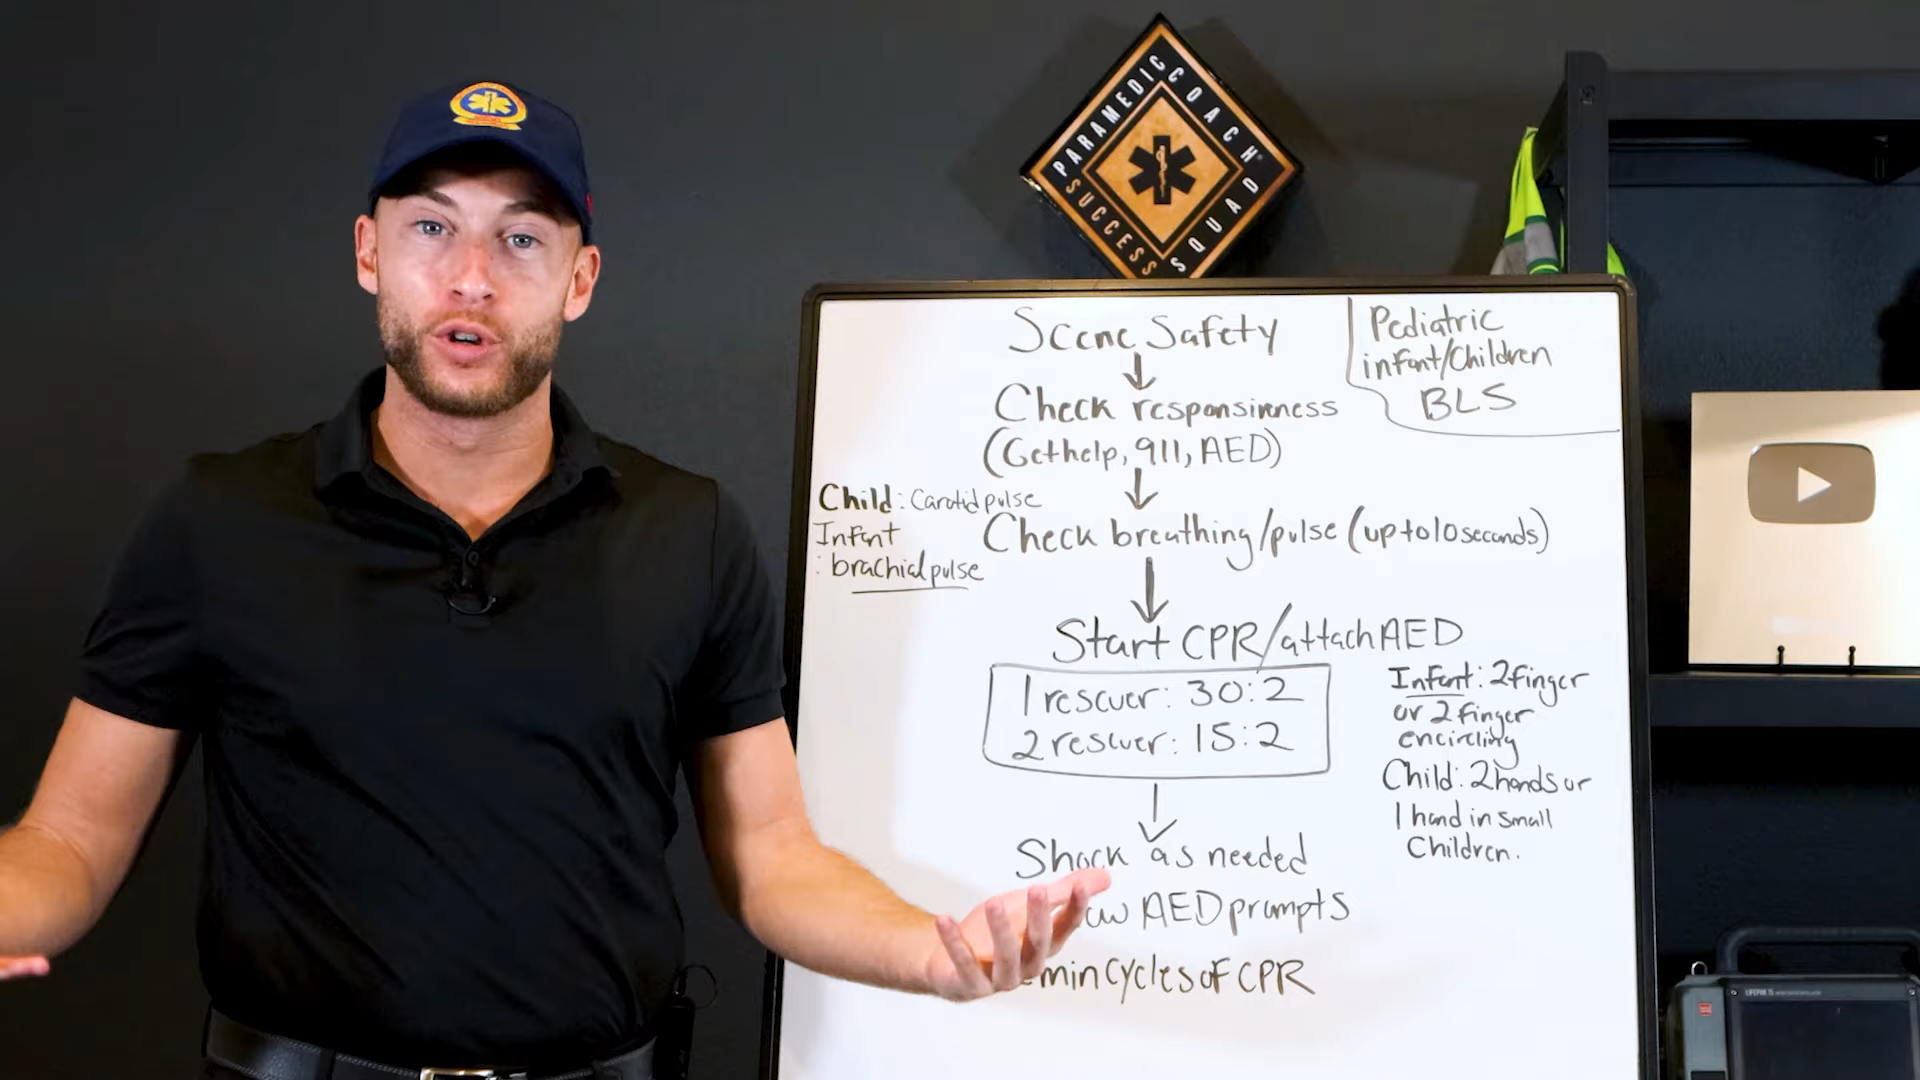 PARAMEDIC COACH
SUCCESS SQUAD
Scene Safety
Pediatric
infant/Children
BLS
Check responsiveness
(Get help, 911, AED)
Child: Carotid pulse
Infant
: brachial pulse
Check breathing/pulse (up to 10 seconds)
Start CPR/attach AED
1 rescuer: 30:2
2 rescuer: 15:2
Infant: 2 finger
or 2 finger
encircling
Child: 2 hands or
1 hand in small
Children.
Shock as needed
AED prompts
min Cycles of CPR
LIFEPAK 15